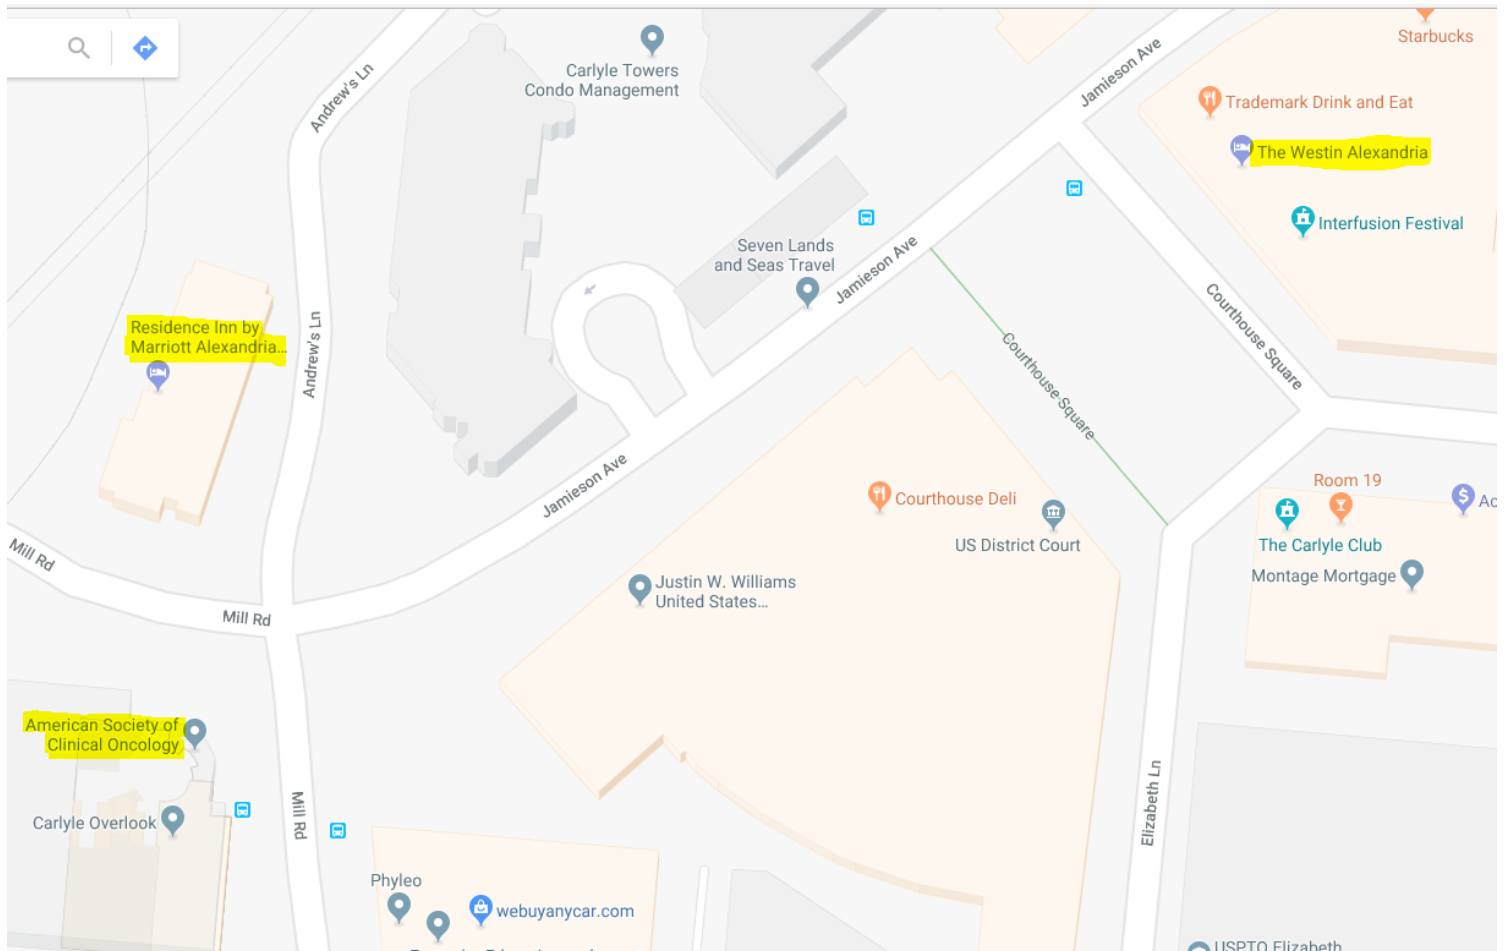 Starbucks
Andrew's Ln
Carlyle Towers
Condo Management
Jamieson Ave
Trademark Drink and Eat
The Westin Alexandria
Interfusion Festival
Seven Lands
and Seas Travel
Jamieson Ave
Residence Inn by
Marriott Alexandria...
Andrew's Ln
Courthouse Square
Courthouse Square
Jamieson Ave
Courthouse Deli
US District Court
Room 19
Ac
The Carlyle Club
Montage Mortgage
Mill Rd
Justin W. Williams
United States...
Mill Rd
American Society of
Clinical Oncology
Carlyle Overlook
Mill Rd
Elizabeth Ln
Phyleo
webuyanycar.com
USPTO Elizabeth